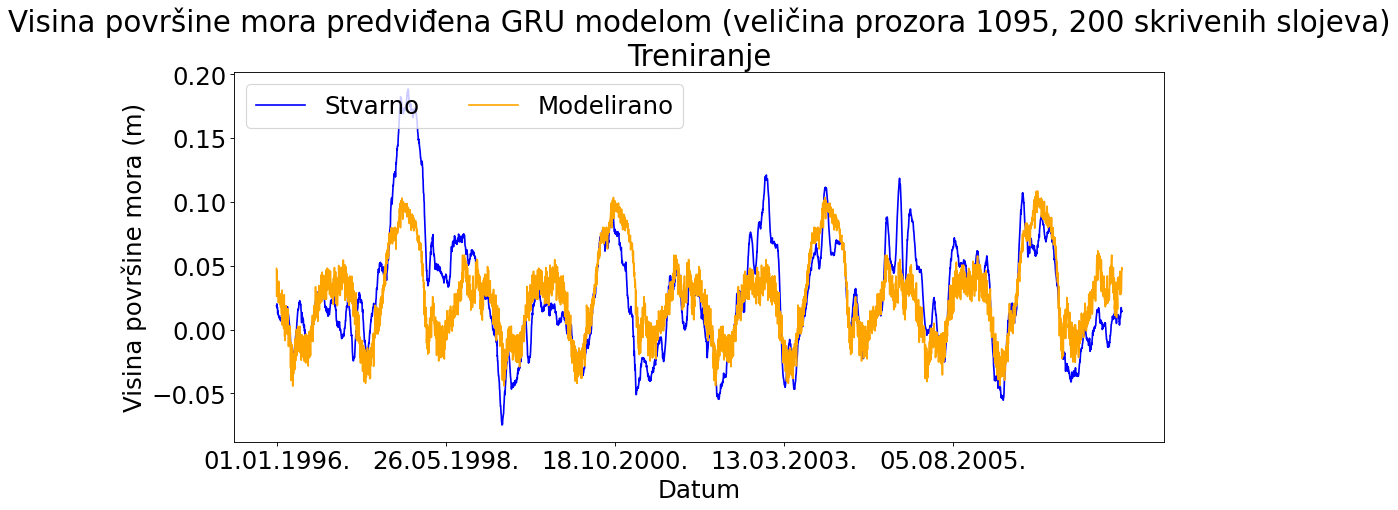 Visina površine mora predviđena GRU modelom (veličina prozora 1095, 200 skrivenih slojeva)
Treniranje
Stvarno
Modelirano
Visina površine mora (m)
0.20
0.15
0.10
0.05
0.00
−0.05
01.01.1996.
26.05.1998.
18.10.2000.
13.03.2003.
05.08.2005.
Datum